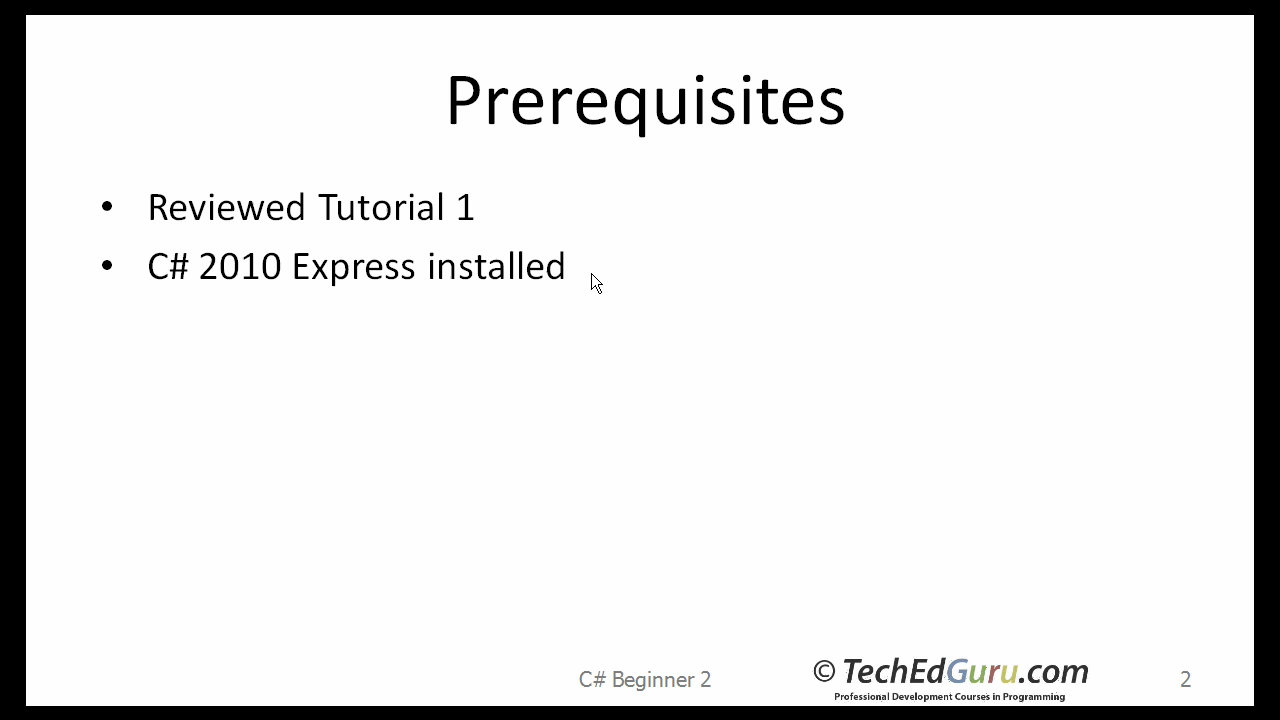 Prerequisites
• Reviewed Tutorial 1
• C# 2010 Express installed
C# Beginner 2
© TechEdGuru.com
Professional Development Courses in Programming
2